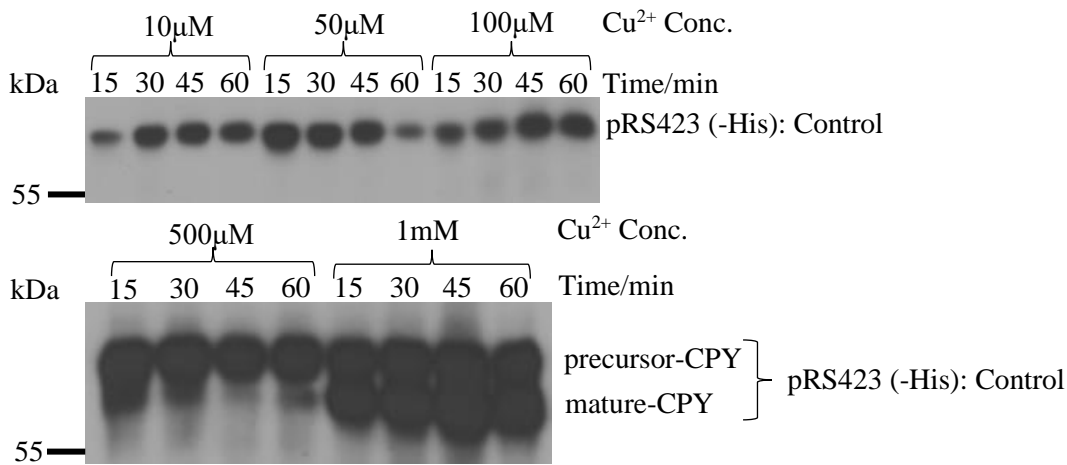 10μM 50μM 100μM Cu²⁺ Conc.
kDa 15 30 45 60 15 30 45 60 15 30 45 60 Time/min
pRS423 (-His): Control
55
500μM 1mM Cu²⁺ Conc.
kDa 15 30 45 60 15 30 45 60 Time/min
precursor-CPY
pRS423 (-His): Control
mature-CPY
55